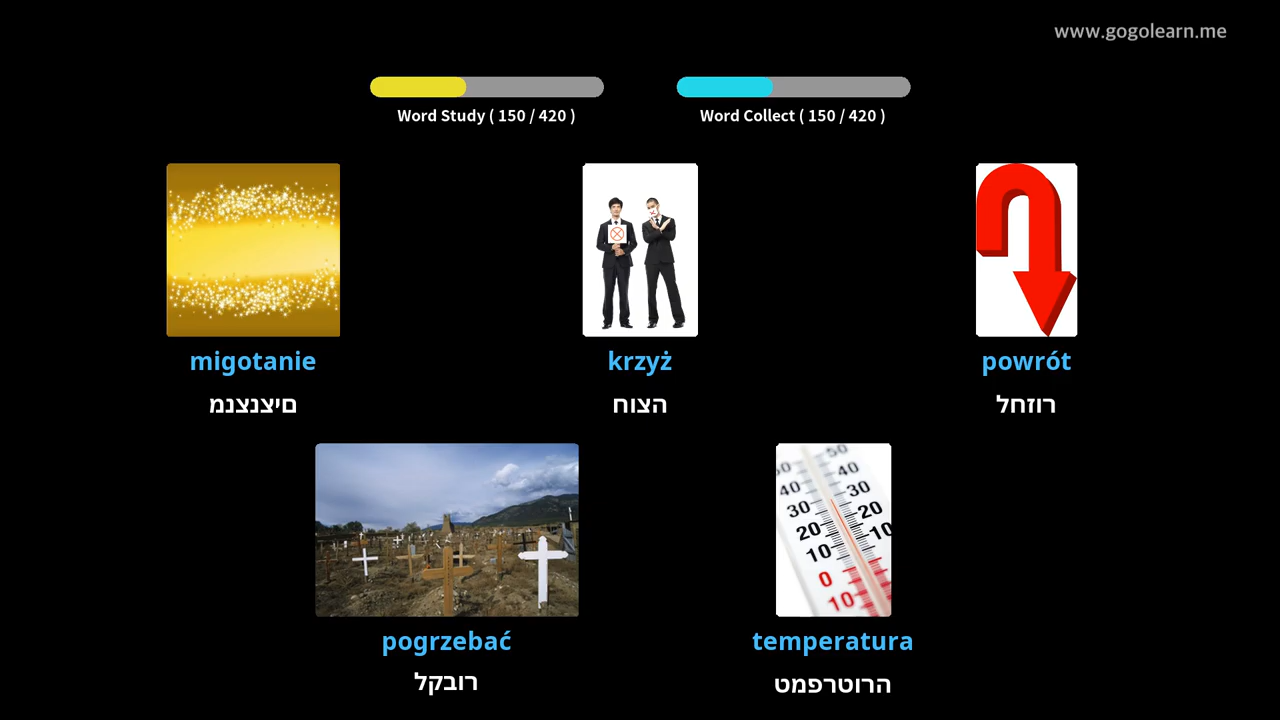 www.gogolearn.me
Word Study ( 150 / 420 )
Word Collect ( 150 / 420 )
migotanie
םיצנצנמ
krzyż
הצוח
powrót
רוזחל
pogrzebać
רובקל
temperatura
הרוטרפמט